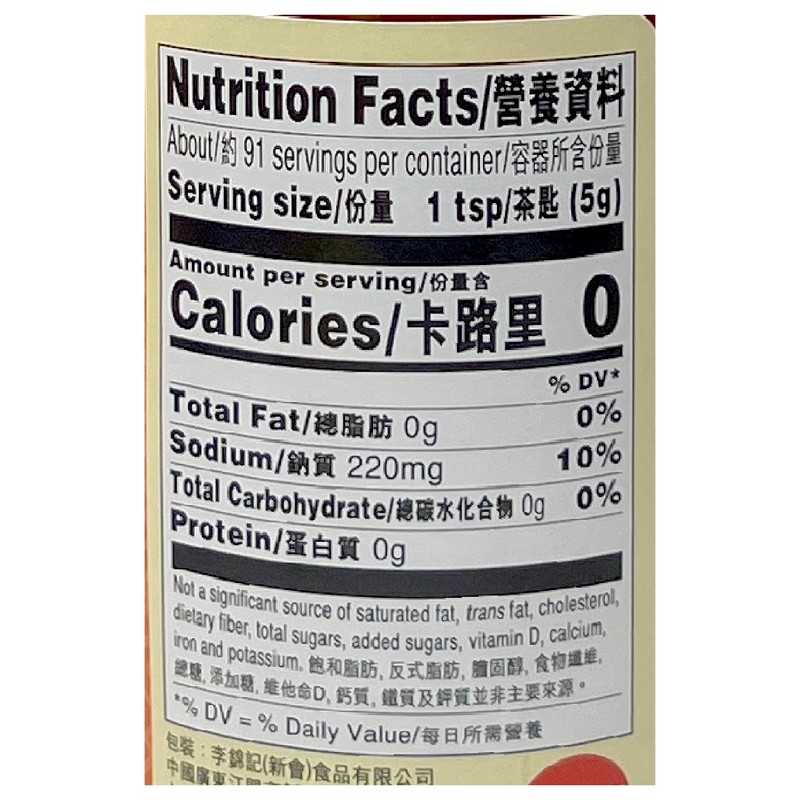 Nutrition Facts/營養資料
About/約 91 servings per container/容器所含份量
Serving size/份量 1 tsp/茶匙 (5g)
Amount per serving/份量含
Calories/卡路里 0
% DV*
Total Fat/總脂肪 0g 0%
Sodium/鈉質 220mg 10%
Total Carbohydrate/總碳水化合物 0g 0%
Protein/蛋白質 0g
Not a significant source of saturated fat, trans fat, cholesterol,
dietary fiber, total sugars, added sugars, vitamin D, calcium,
iron and potassium. 飽和脂肪, 反式脂肪, 膽固醇, 食物纖維,
總糖, 添加糖, 維他命D, 鈣質, 鐵質及鉀質並非主要來源。
*% DV = % Daily Value/每日所需營養
包裝：李錦記(新會)食品有限公司
中國廣東江門